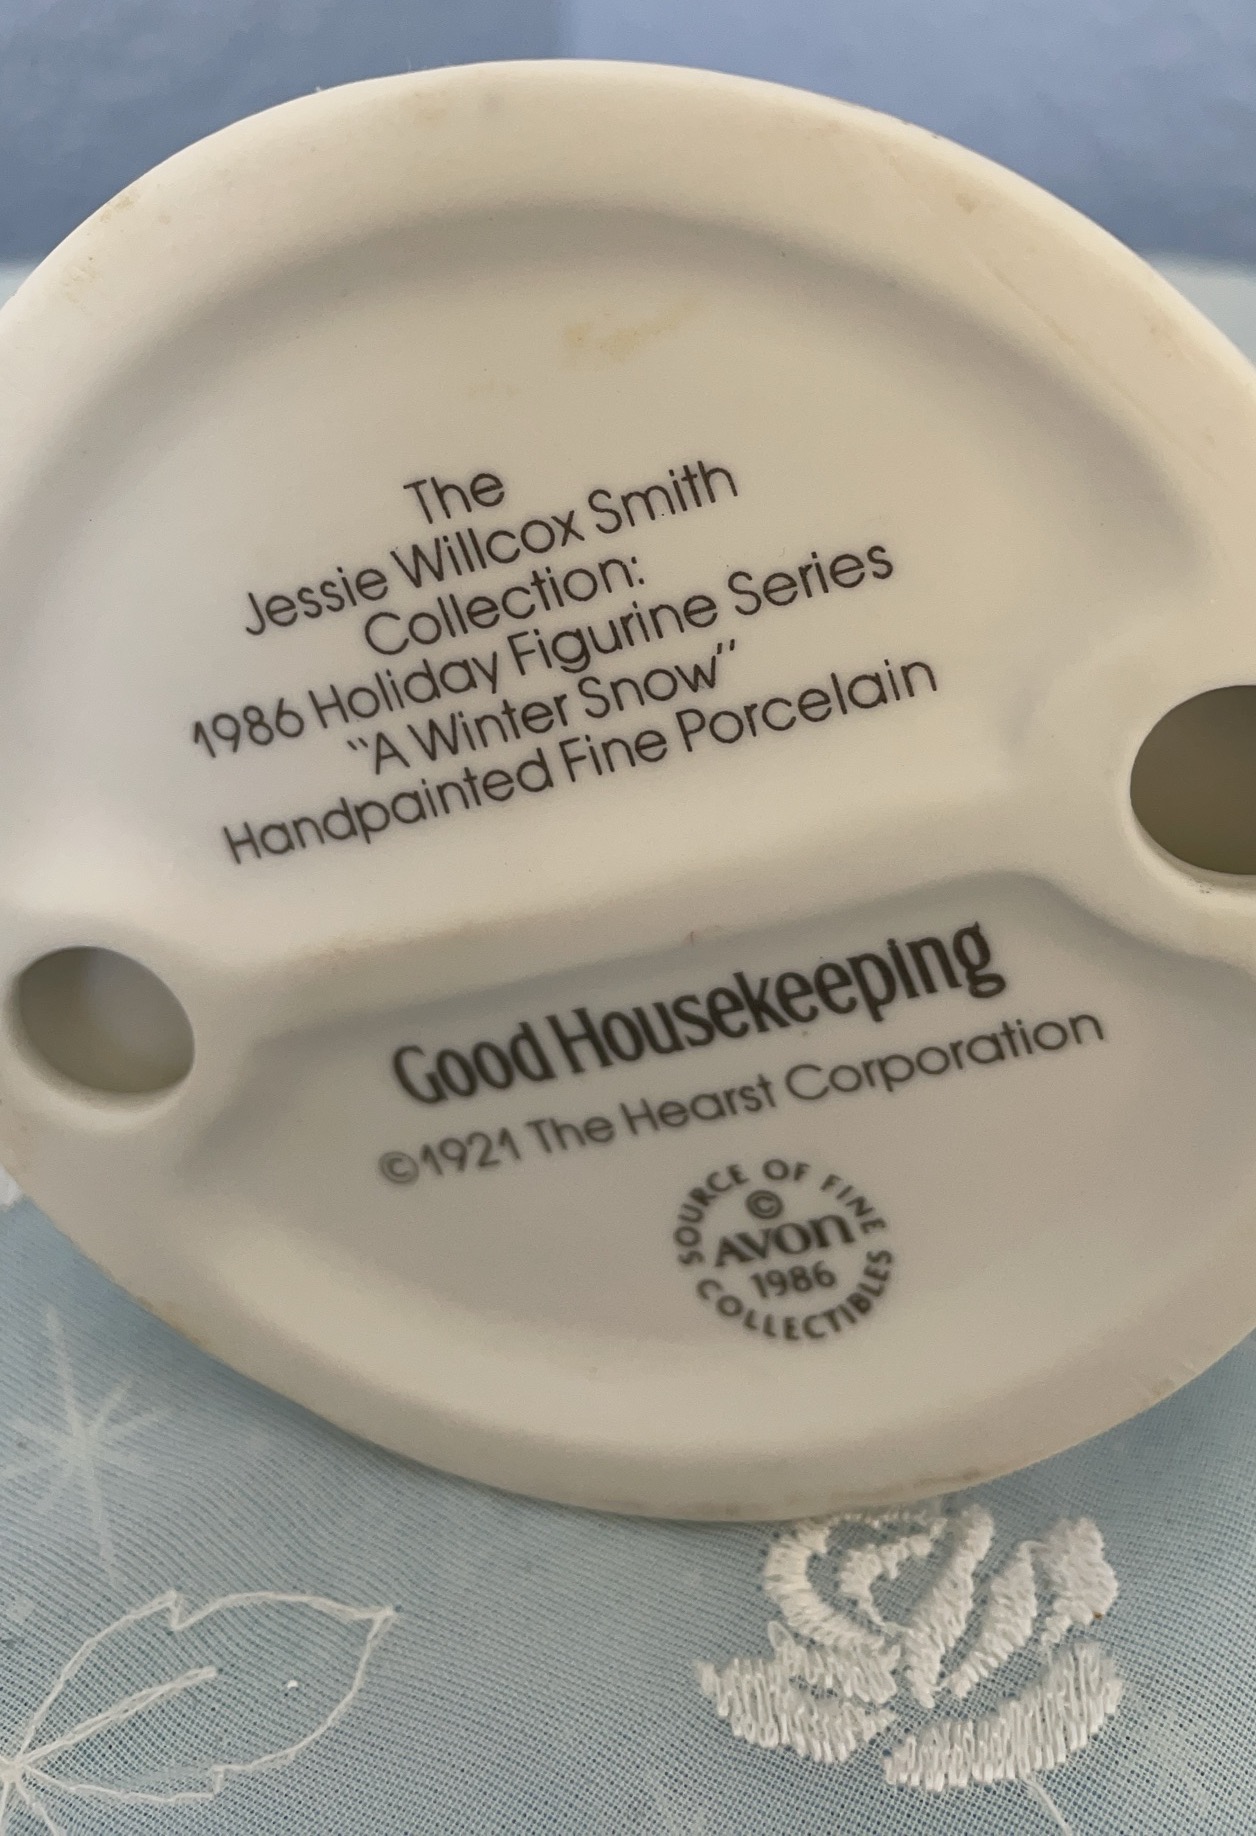 The
Jessie Willcox Smith
Collection:
1986 Holiday Figurine Series
“A Winter Snow”
Handpainted Fine Porcelain
Good Housekeeping
©1921 The Hearst Corporation
SOURCE OF FINE
©
AVON
1986
COLLECTIBLES